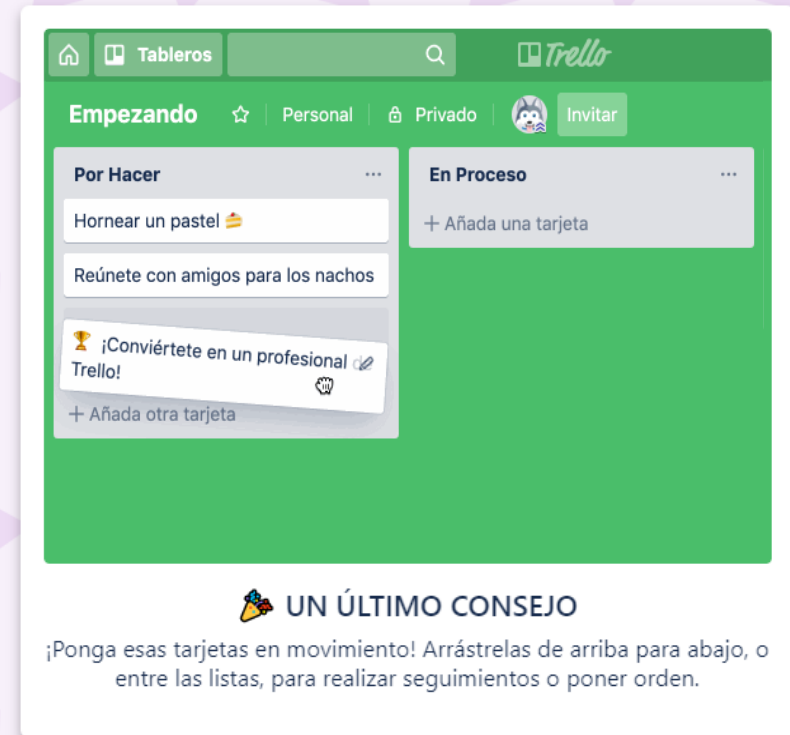 Tableros
Trello
Empezando
Personal
Privado
Invitar
Por Hacer
...
En Proceso
...
Hornear un pastel
+ Añada una tarjeta
Reúnete con amigos para los nachos
¡Conviértete en un profesional de
Trello!
+ Añada otra tarjeta
UN ÚLTIMO CONSEJO
¡Ponga esas tarjetas en movimiento! Arrástrelas de arriba para abajo, o
entre las listas, para realizar seguimientos o poner orden.